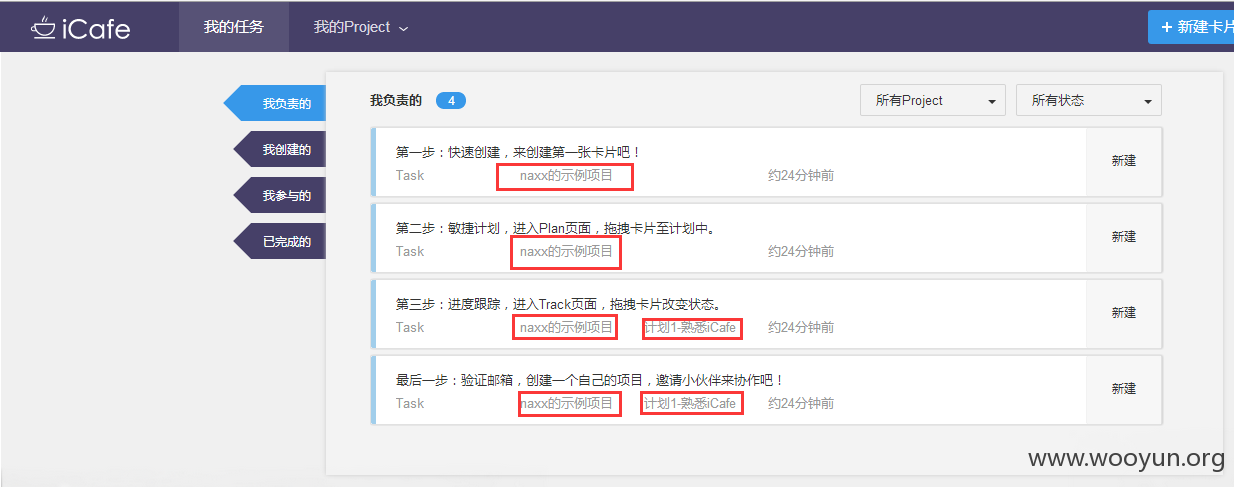 iCafe 我的任务 我的Project + 新建卡片
我负责的
我创建的
我参与的
已完成的
我负责的 4 所有Project 所有状态
第一步：快速创建，来创建第一张卡片吧！
Task naxx的示例项目 约24分钟前
新建
第二步：敏捷计划，进入Plan页面，拖拽卡片至计划中。
Task naxx的示例项目 约24分钟前
新建
第三步：进度跟踪，进入Track页面，拖拽卡片改变状态。
Task naxx的示例项目 计划1-熟悉iCafe 约24分钟前
新建
最后一步：验证邮箱，创建一个自己的项目，邀请小伙伴来协作吧！
Task naxx的示例项目 计划1-熟悉iCafe 约24分钟前
新建
www.wooyun.org